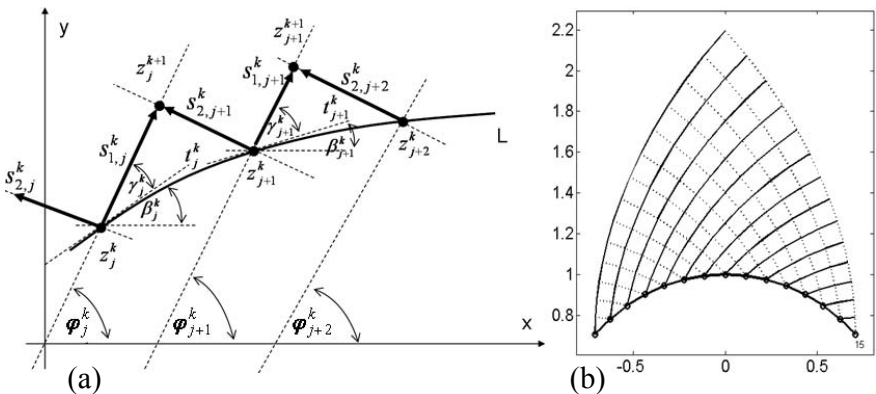 y
z_j^{k+1}
z_{j+1}^{k+1}
s_{1,j}^k
s_{2,j+1}^k
s_{1,j+1}^k
s_{2,j+2}^k
s_{2,j}^k
γ_j^k
t_j^k
β_j^k
z_j^k
γ_{j+1}^k
t_{j+1}^k
β_{j+1}^k
z_{j+1}^k
z_{j+2}^k
L
φ_j^k
φ_{j+1}^k
φ_{j+2}^k
x
(a)
2.2
2
1.8
1.6
1.4
1.2
1
0.8
15
-0.5
0
0.5
(b)